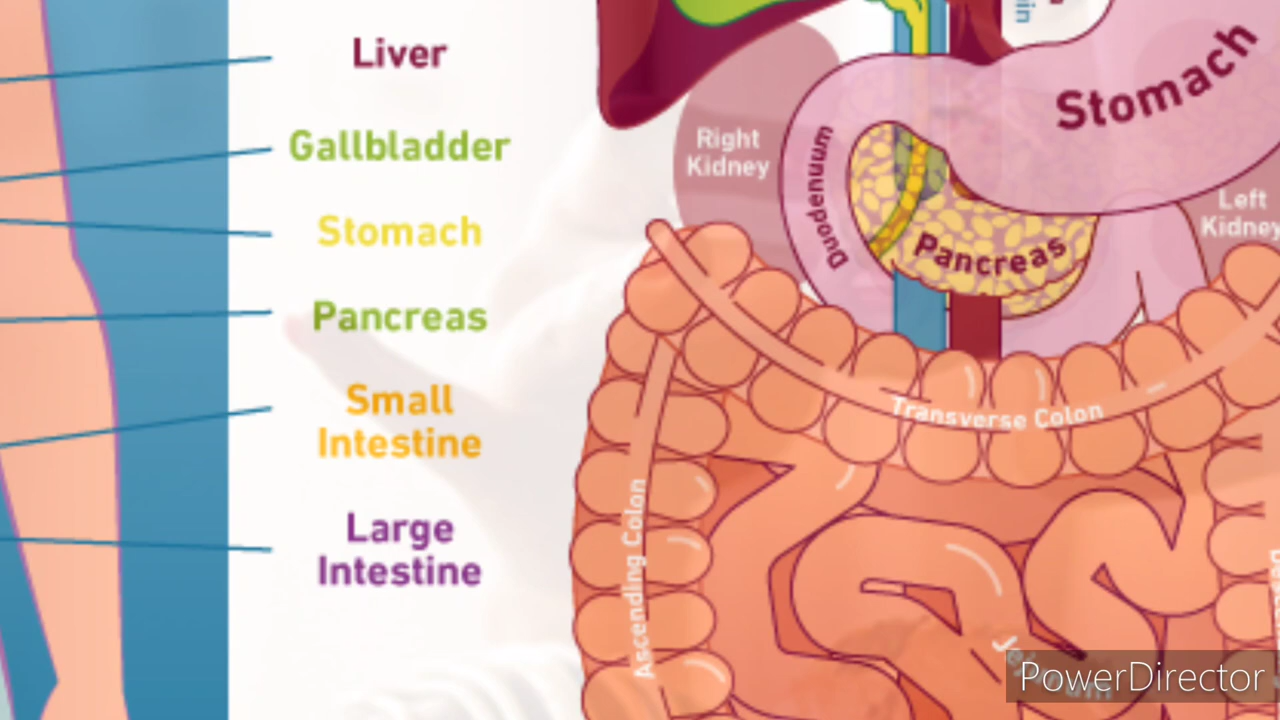 Liver
Gallbladder
Stomach
Pancreas
Small
Intestine
Large
Intestine
Stomach
Right
Kidney
Duodenuum
Left
Kidney
Pancreas
Transverse Colon
Ascending Colon
PowerDirector